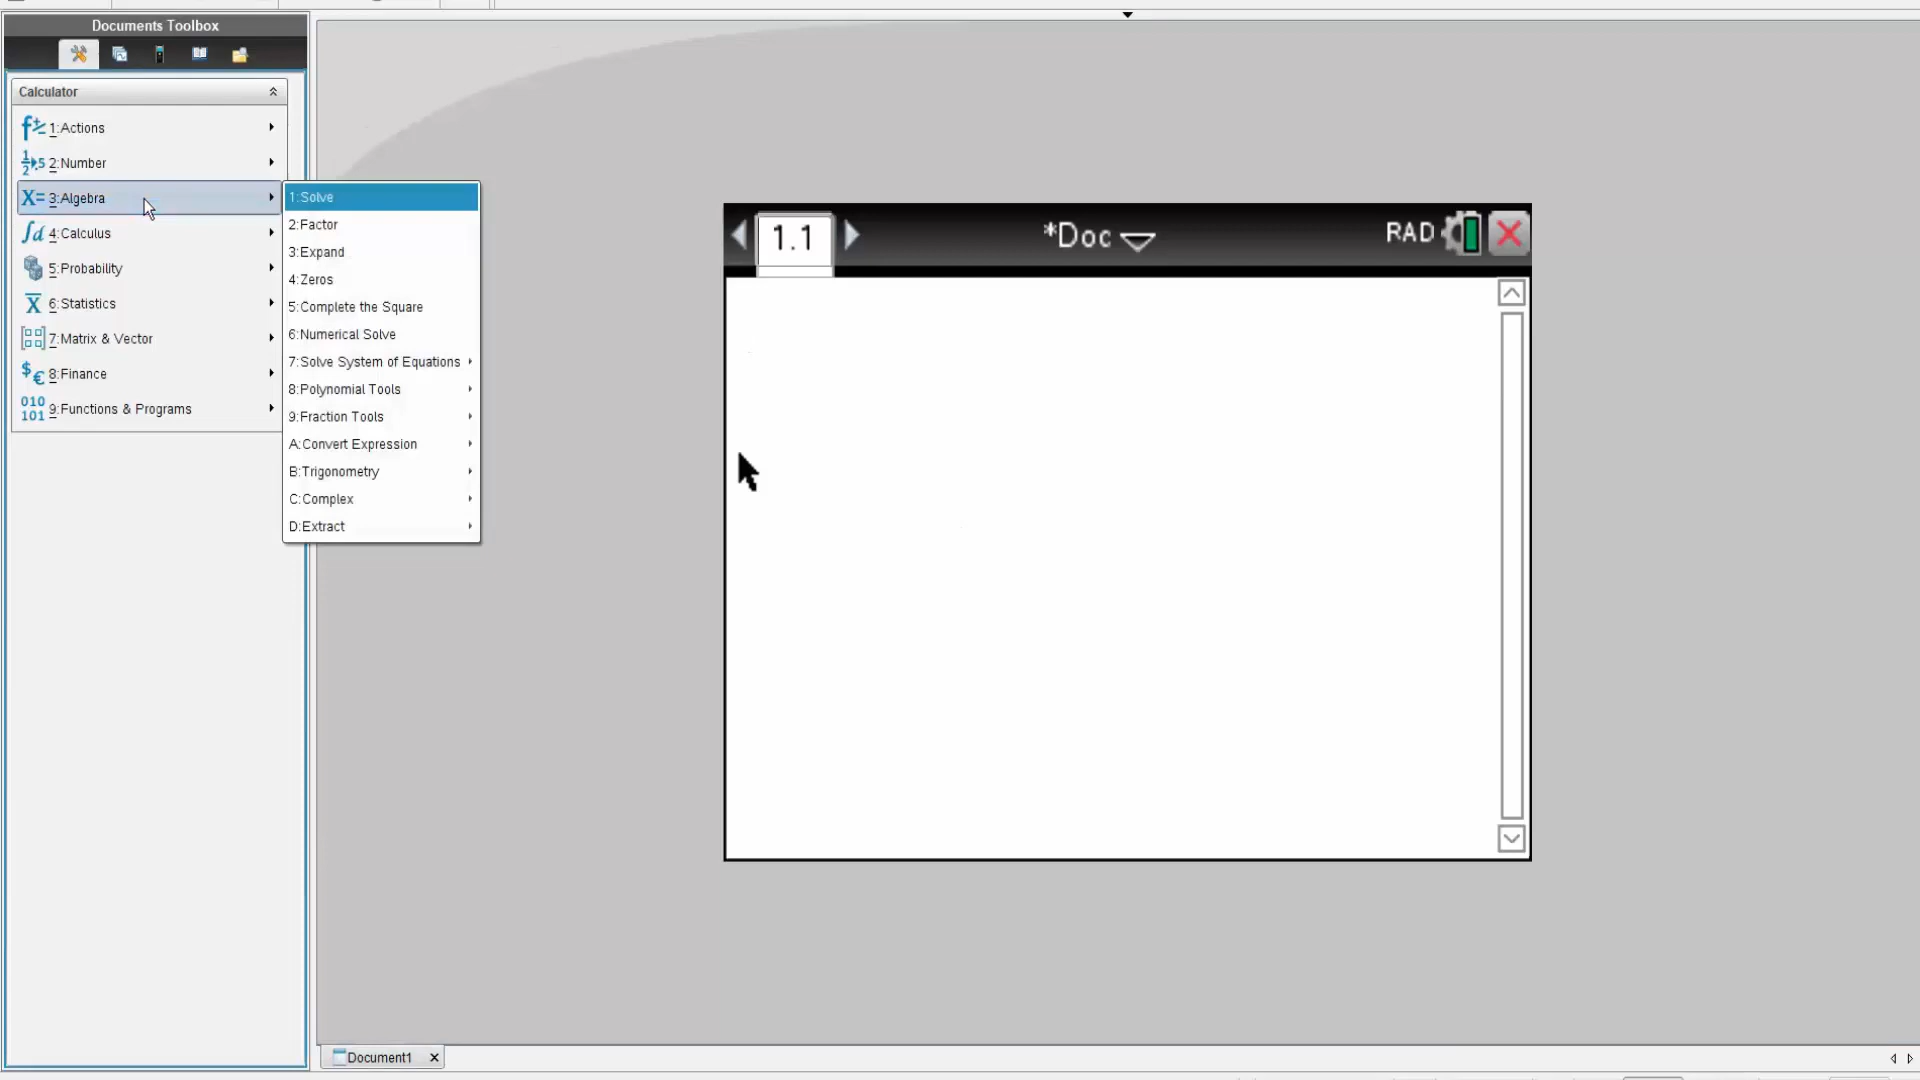 Documents Toolbox
Calculator
1:Actions
2:Number
3:Algebra
4:Calculus
5:Probability
6:Statistics
7:Matrix & Vector
8:Finance
9:Functions & Programs
1:Solve
2:Factor
3:Expand
4:Zeros
5:Complete the Square
6:Numerical Solve
7:Solve System of Equations
8:Polynomial Tools
9:Fraction Tools
A:Convert Expression
B:Trigonometry
C:Complex
D:Extract
1.1
*Doc
RAD
Document1